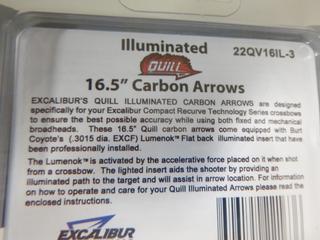 Illuminated
QUILL
22QV16IL-3
16.5" Carbon Arrows
EXCALIBUR'S QUILL ILLUMINATED CARBON ARROWS are designed
specifically for your Excalibur Compact Recurve Technology Series crossbows
to ensure the best possible accuracy while using both fixed and mechanical
broadheads. These 16.5" Quill carbon arrows come equipped with Burt
Coyote's (.3015 dia. EXCF) Lumenok™ Flat back illuminated insert that have
been professionally installed.
The Lumenok™ is activated by the accelerative force placed on it when shot
from a crossbow. The lighted insert aids the shooter by providing an
illuminated path to the target and will assist in arrow location. For information
on how to operate and care for your Quill Illuminated Arrows please read the
enclosed instructions.
EXCALIBUR